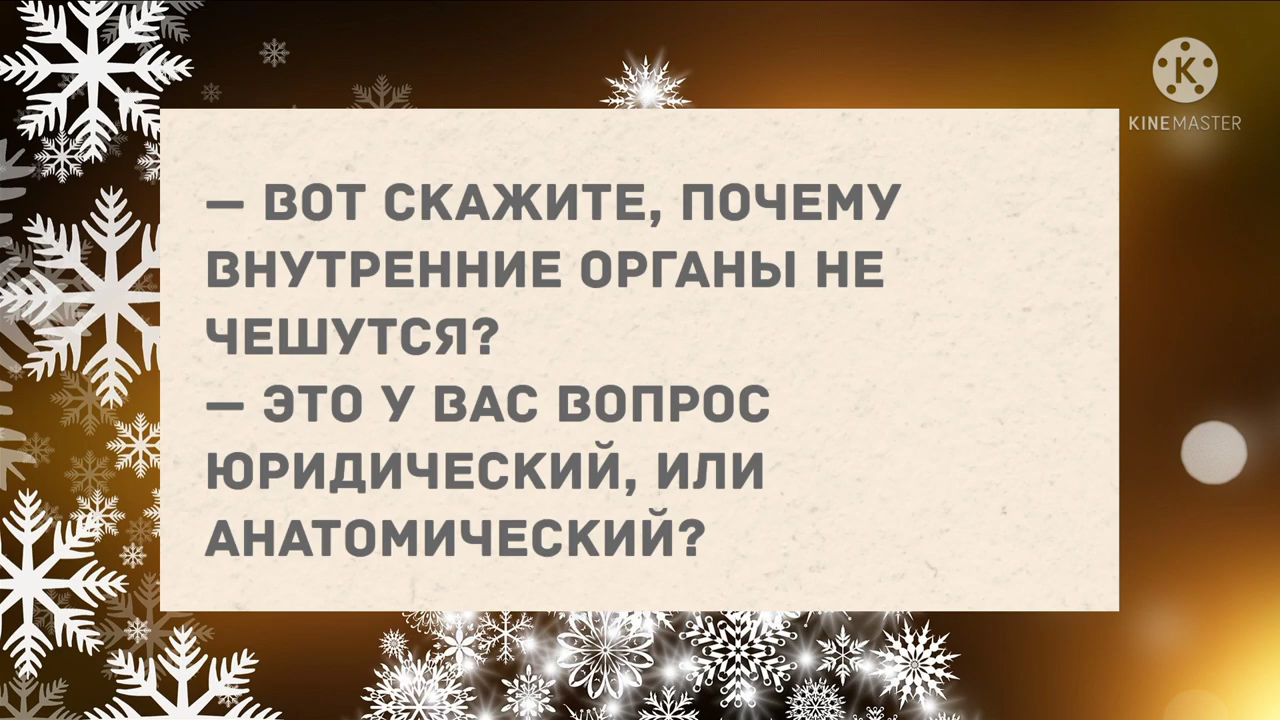 — ВОТ СКАЖИТЕ, ПОЧЕМУ
ВНУТРЕННИЕ ОРГАНЫ НЕ
ЧЕШУТСЯ?
— ЭТО У ВАС ВОПРОС
ЮРИДИЧЕСКИЙ, ИЛИ
АНАТОМИЧЕСКИЙ?
K
KINEMASTER